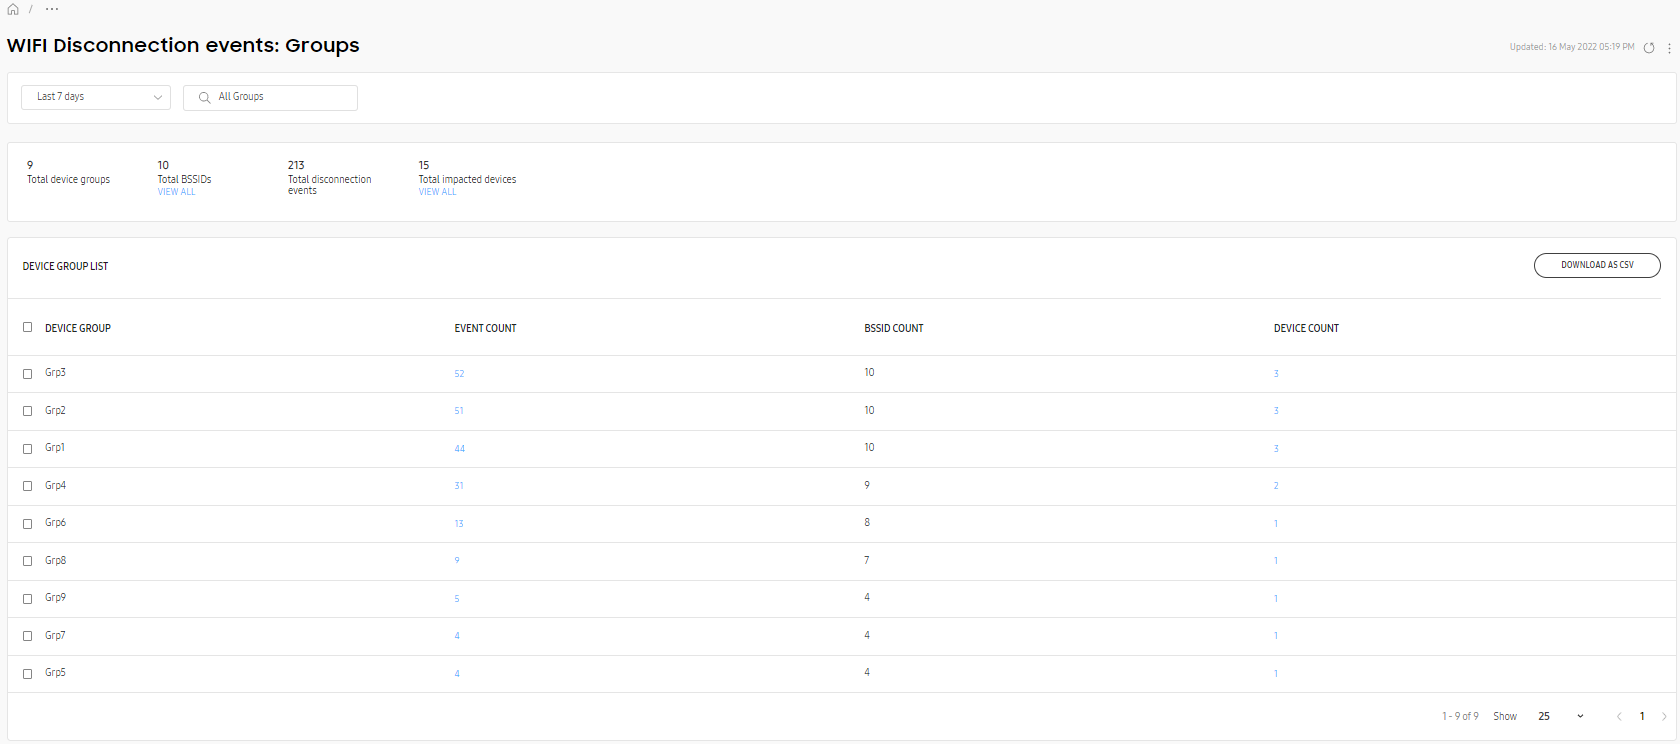 / ...
WIFI Disconnection events: Groups
Updated: 16 May 2022 05:19 PM
Last 7 days
All Groups
9
Total device groups
10
Total BSSIDs
VIEW ALL
213
Total disconnection
events
15
Total impacted devices
VIEW ALL
DEVICE GROUP LIST
DOWNLOAD AS CSV
DEVICE GROUP EVENT COUNT BSSID COUNT DEVICE COUNT
Grp3 52 10 3
Grp2 51 10 3
Grp1 44 10 3
Grp4 31 9 2
Grp6 13 8 1
Grp8 9 7 1
Grp9 5 4 1
Grp7 4 4 1
Grp5 4 4 1
1 - 9 of 9 Show 25 1